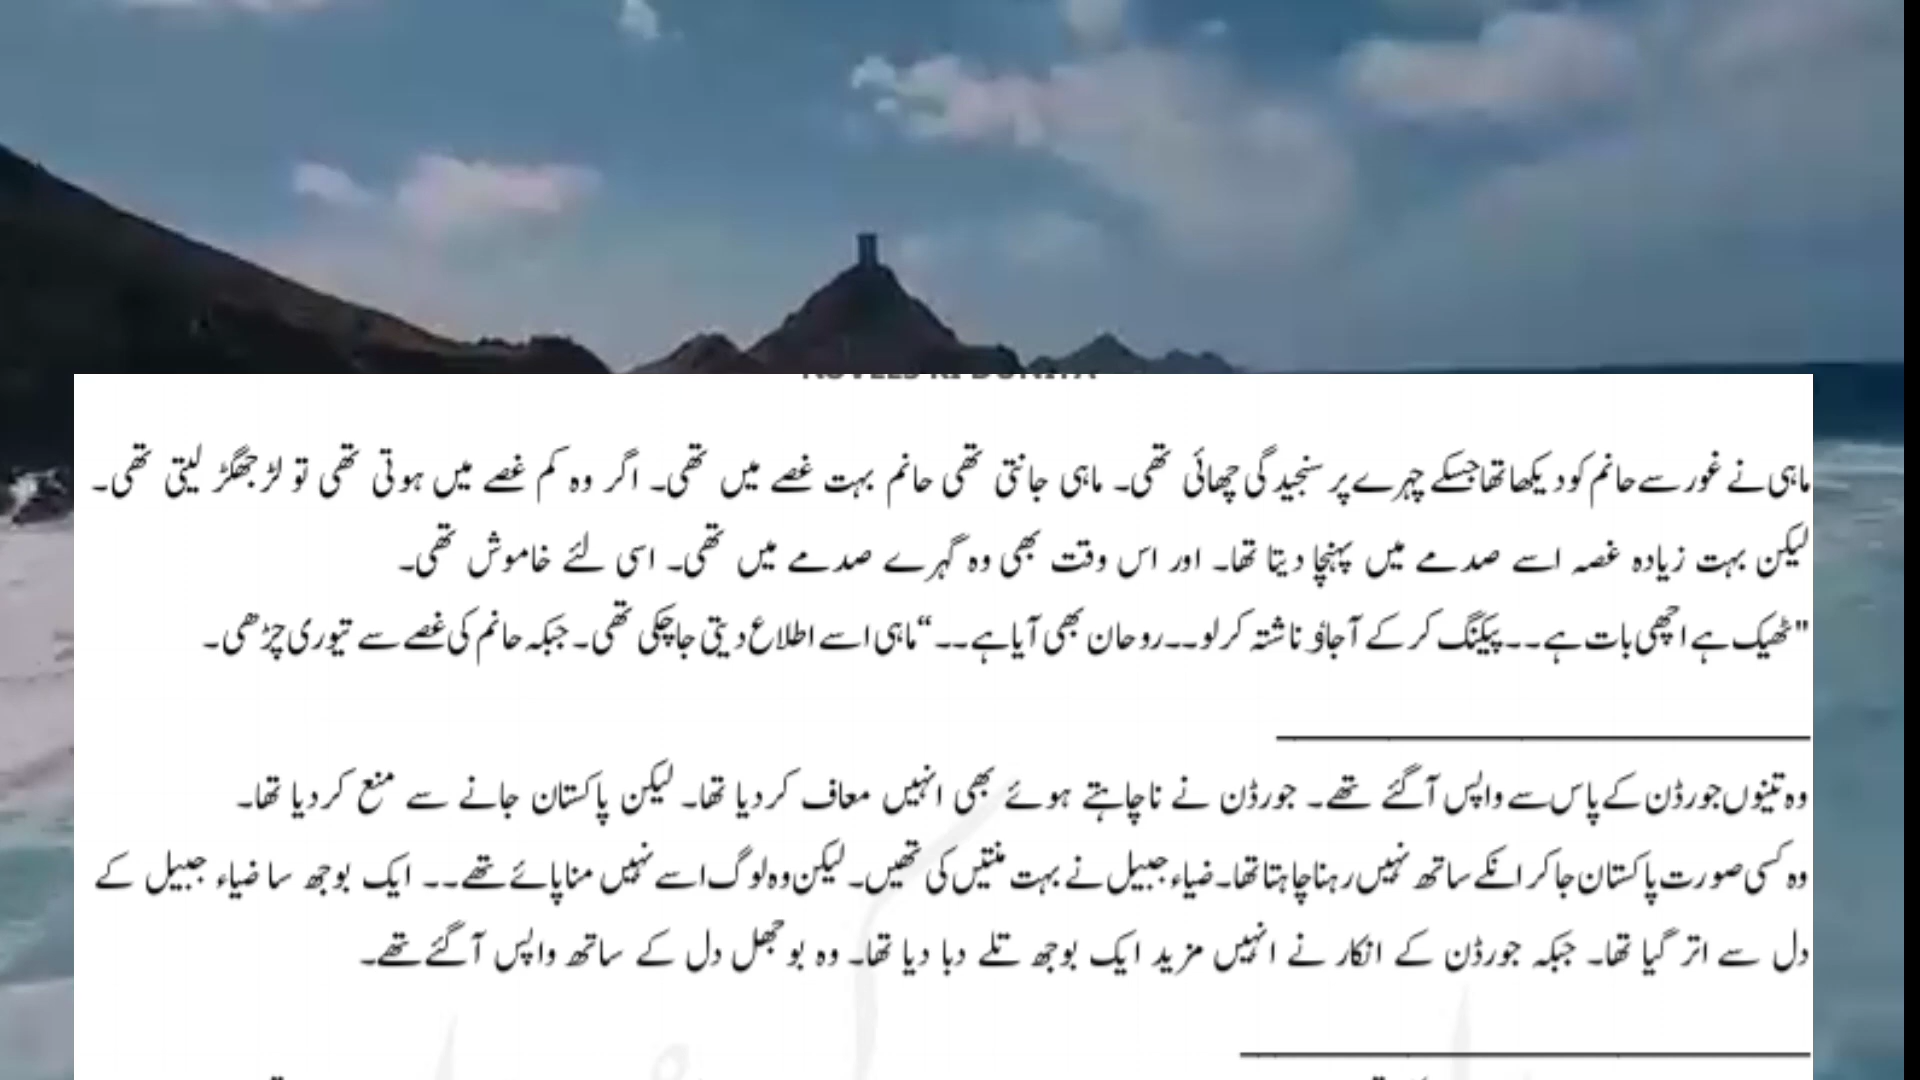 ماہی نے غور سے حانم کو دیکھا تھا جسکے چہرے پر سنجیدگی چھائی تھی۔ ماہی جانتی تھی حانم بہت غصے میں تھی۔ اگر وہ کم غصے میں ہوتی تھی تو لڑ جھگڑ لیتی تھی۔
لیکن بہت زیادہ غصہ اسے صدمے میں پہنچا دیتا تھا۔ اور اس وقت بھی وہ گہرے صدمے میں تھی۔ اسی لئے خاموش تھی۔
"ٹھیک ہے اچھی بات ہے۔۔پیکنگ کر کے آجاؤ ناشتہ کرلو۔۔روحان بھی آیا ہے۔۔“ماہی اسے اطلاع دیتی جاچکی تھی۔ جبکہ حانم کی غصے سے تیوری چڑھی۔
وہ تینوں جورڈن کے پاس سے واپس آگئے تھے۔ جورڈن نے ناچاہتے ہوئے بھی انہیں معاف کردیا تھا۔ لیکن پاکستان جانے سے منع کردیا تھا۔
وہ کسی صورت پاکستان جا کر انکے ساتھ نہیں رہنا چاہتا تھا۔ ضیاء جبیل نے بہت منتیں کی تھیں۔ لیکن وہ لوگ اسے نہیں منا پائے تھے۔۔ ایک بوجھ سا ضیاء جبیل کے
دل سے اتر گیا تھا۔ جبکہ جورڈن کے انکار نے انہیں مزید ایک بوجھ تلے دبا دیا تھا۔ وہ بوجھل دل کے ساتھ واپس آگئے تھے۔